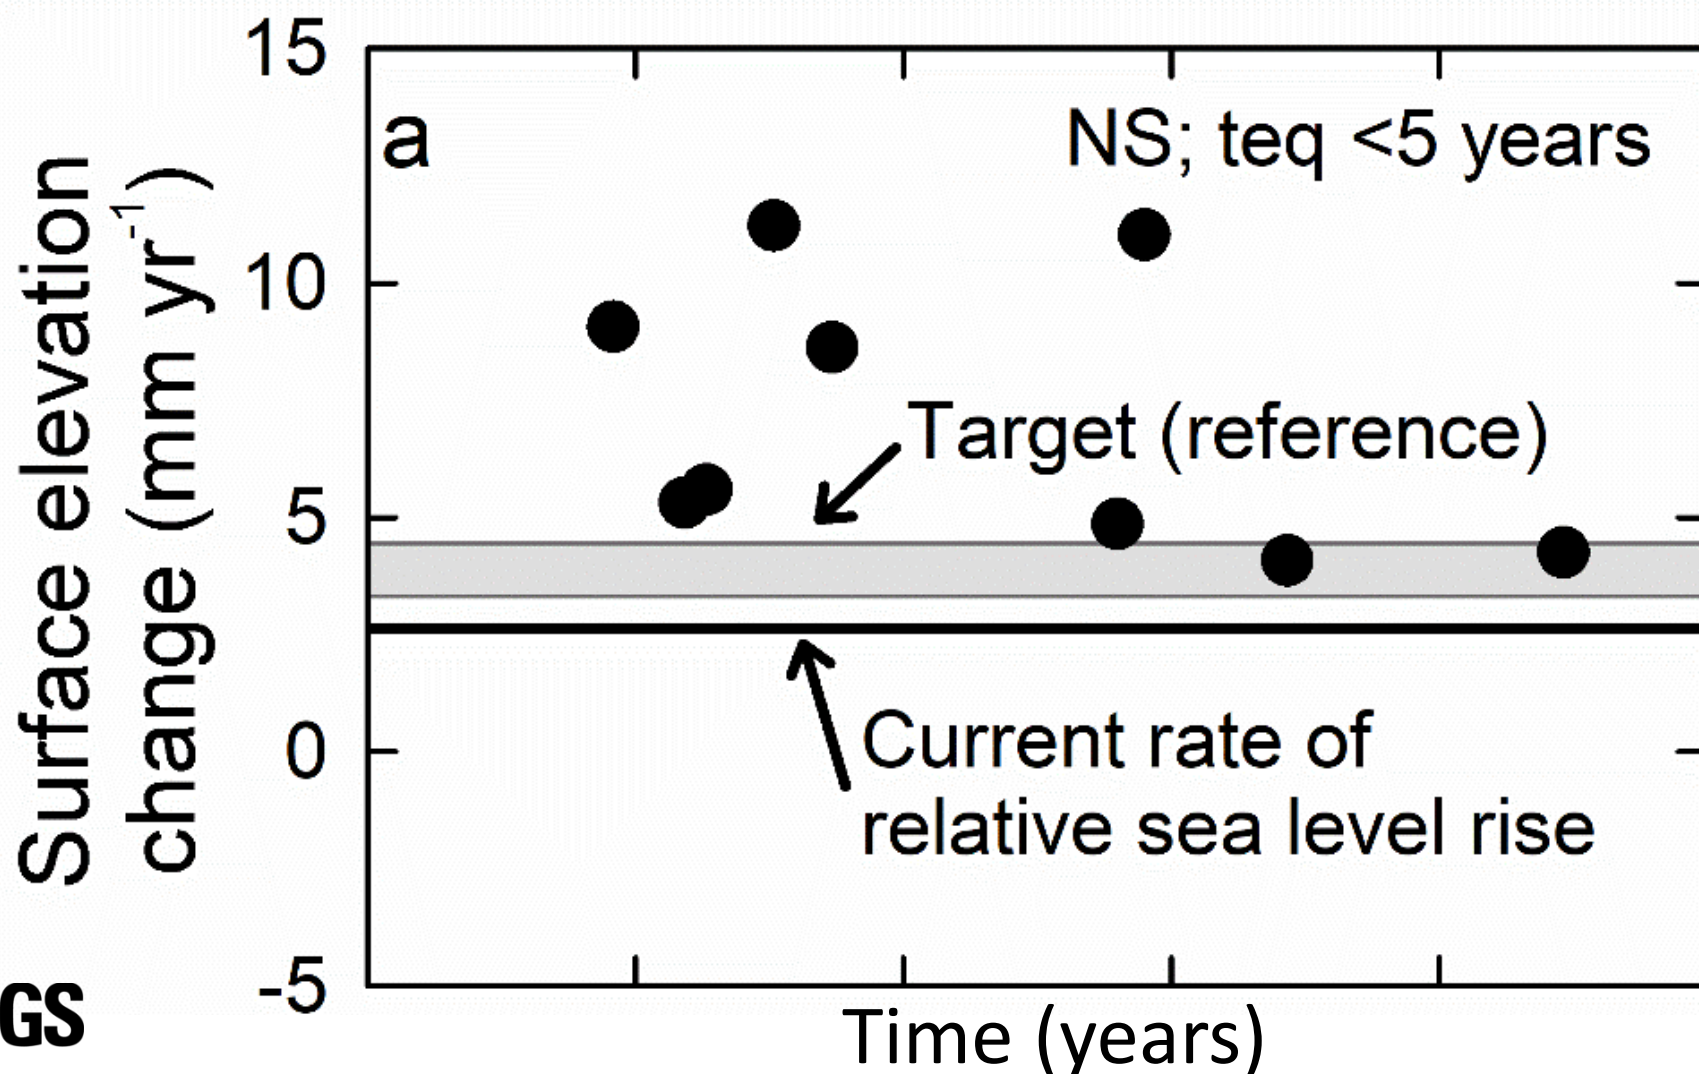 15
a
NS; teq <5 years
Surface elevation
change (mm yr-1)
10
Target (reference)
5
0
Current rate of
relative sea level rise
-5
GS
Time (years)